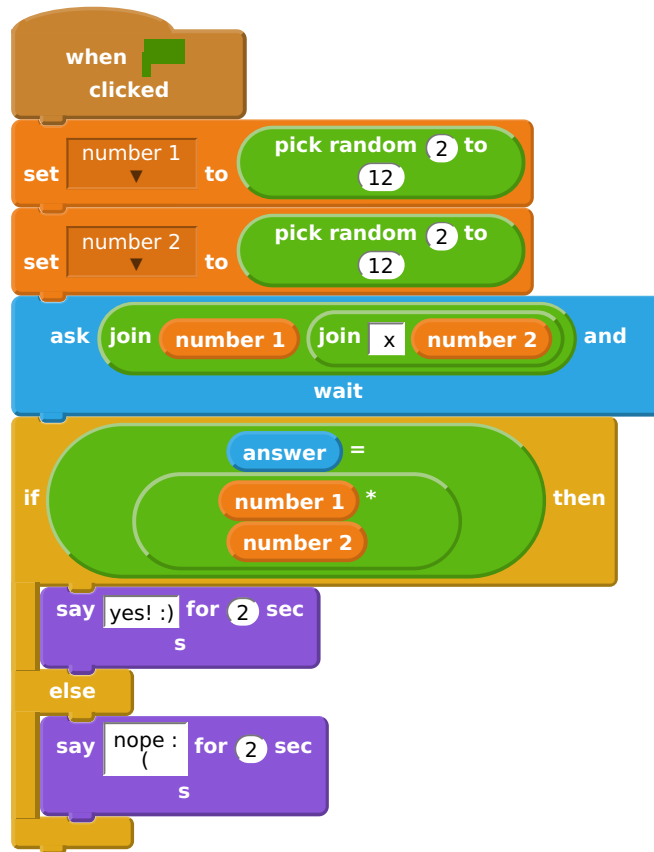 when
clicked
set number 1 ▼ to pick random 2 to
12
set number 2 ▼ to pick random 2 to
12
ask join number 1 join x number 2 and
wait
answer =
if number 1 * then
number 2
say yes! :) for 2 sec
s
else
say nope : for 2 sec
(
s